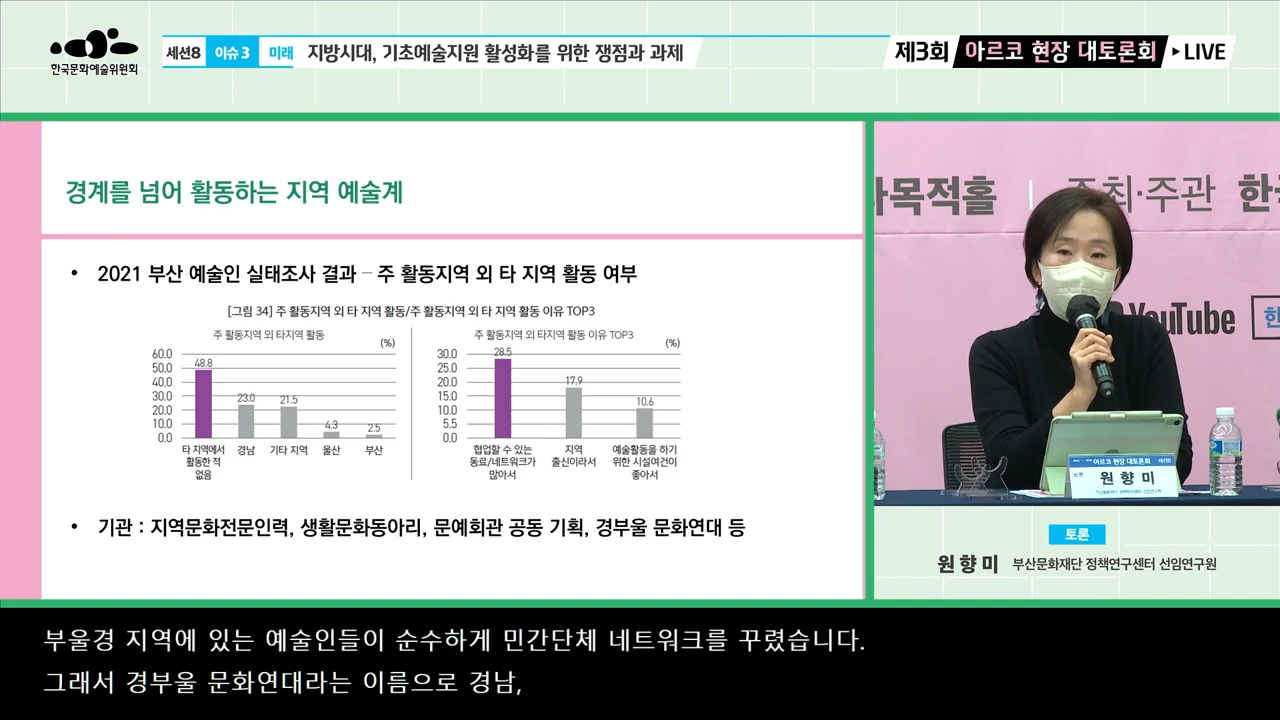 한국문화예술위원회
세션8 이슈 3 미래 지방시대, 기초예술지원 활성화를 위한 쟁점과 과제
제3회 아르코 현장 대토론회 ▸LIVE
경계를 넘어 활동하는 지역 예술계
• 2021 부산 예술인 실태조사 결과 – 주 활동지역 외 타 지역 활동 여부
[그림 34] 주 활동지역 외 타 지역 활동/주 활동지역 외 타 지역 활동 이유 TOP3
주 활동지역 외 타지역 활동
(%)
60.0
50.0
40.0
30.0
20.0
10.0
0.0
48.8
23.0
21.5
4.3
2.5
타 지역에서
활동한 적
없음
경남
기타 지역
울산
부산
주 활동지역 외 타지역 활동 이유 TOP3
(%)
30.0
25.0
20.0
15.0
10.0
5.5
0.0
28.5
17.9
10.6
협업할 수 있는
동료/네트워크가
많아서
지역
출신이라서
예술활동을 하기
위한 시설여건이
좋아서
• 기관 : 지역문화전문인력, 생활문화동아리, 문예회관 공동 기획, 경부울 문화연대 등
목적홀 | 주최·주관 한
YouTube
한
아르코 현장 대토론회 세션8
원향미
토론
원향미 부산문화재단 정책연구센터 선임연구원
부울경 지역에 있는 예술인들이 순수하게 민간단체 네트워크를 꾸렸습니다.
그래서 경부울 문화연대라는 이름으로 경남,